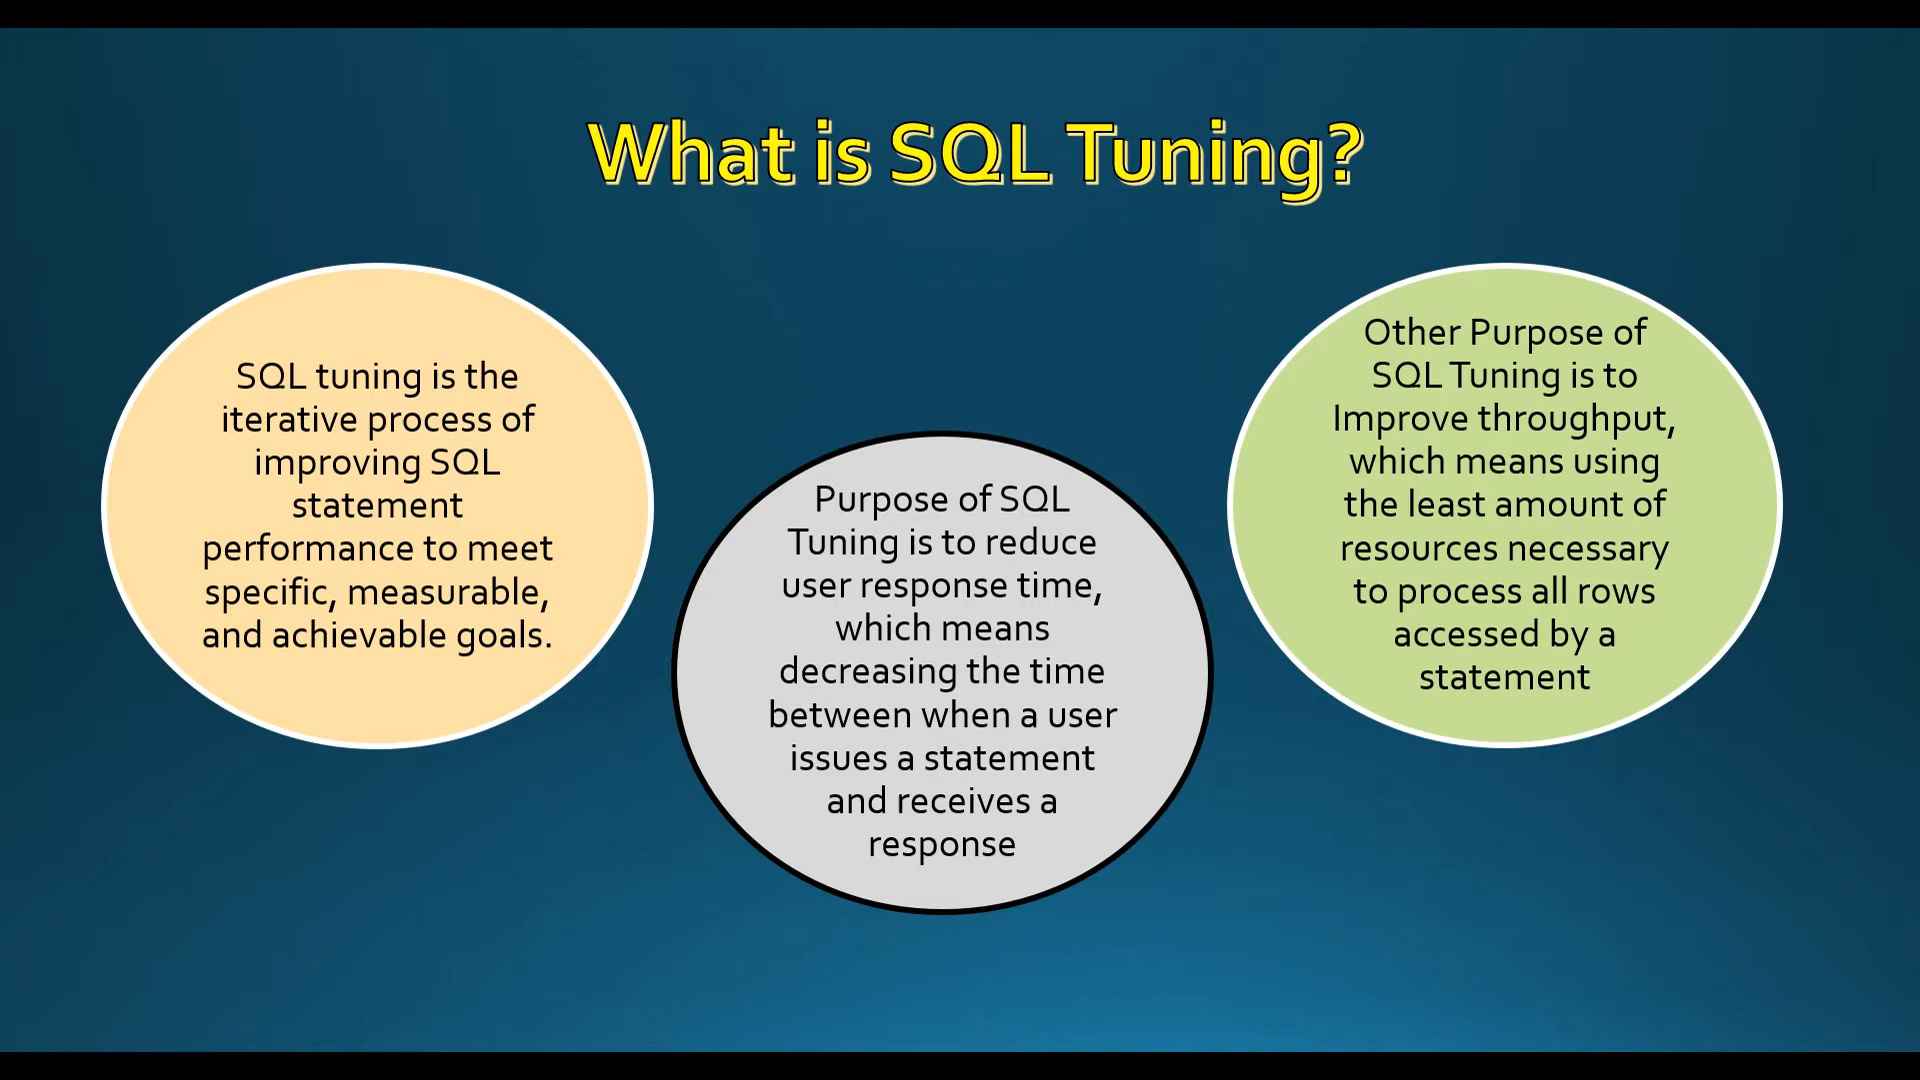 What is SQL Tuning?
SQL tuning is the
iterative process of
improving SQL
statement
performance to meet
specific, measurable,
and achievable goals.
Purpose of SQL
Tuning is to reduce
user response time,
which means
decreasing the time
between when a user
issues a statement
and receives a
response
Other Purpose of
SQL Tuning is to
Improve throughput,
which means using
the least amount of
resources necessary
to process all rows
accessed by a
statement